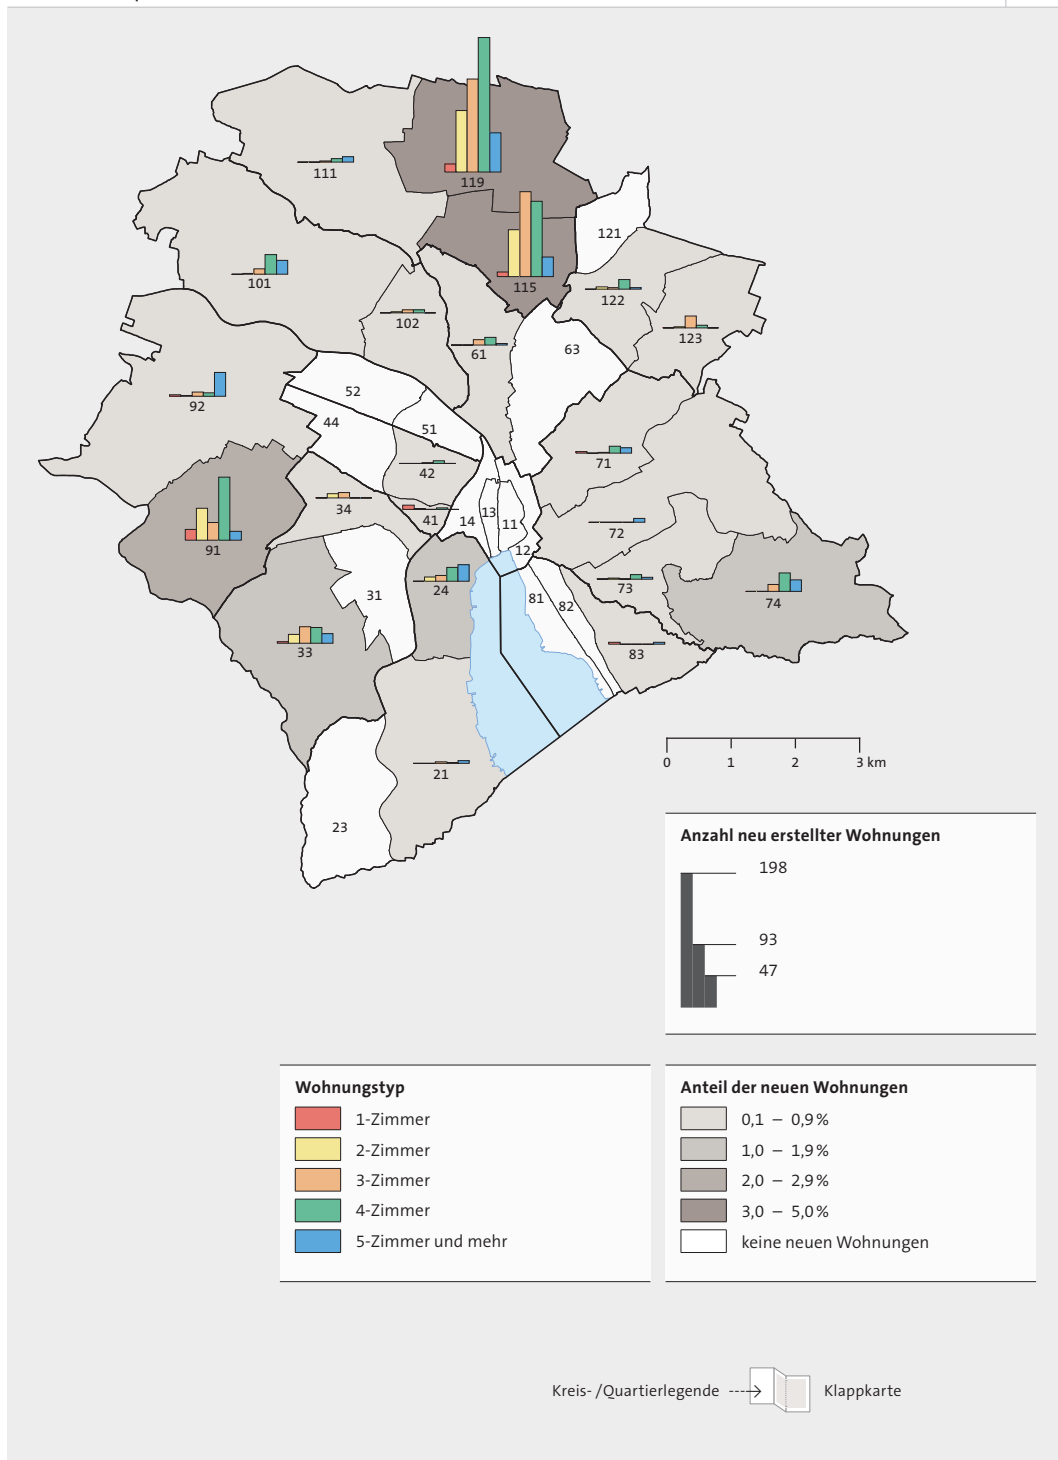 119
111
121
115
101
122
102
123
61
63
52
92
44
51
71
42
34
13
41
14
11
72
91
12
73
24
31
81
82
74
33
83
21
0 1 2 3 km
23
Anzahl neu erstellter Wohnungen
198
93
47
Wohnungstyp
1-Zimmer
2-Zimmer
3-Zimmer
4-Zimmer
5-Zimmer und mehr
Anteil der neuen Wohnungen
0,1 – 0,9 %
1,0 – 1,9 %
2,0 – 2,9 %
3,0 – 5,0 %
keine neuen Wohnungen
Kreis- /Quartierlegende
Klappkarte